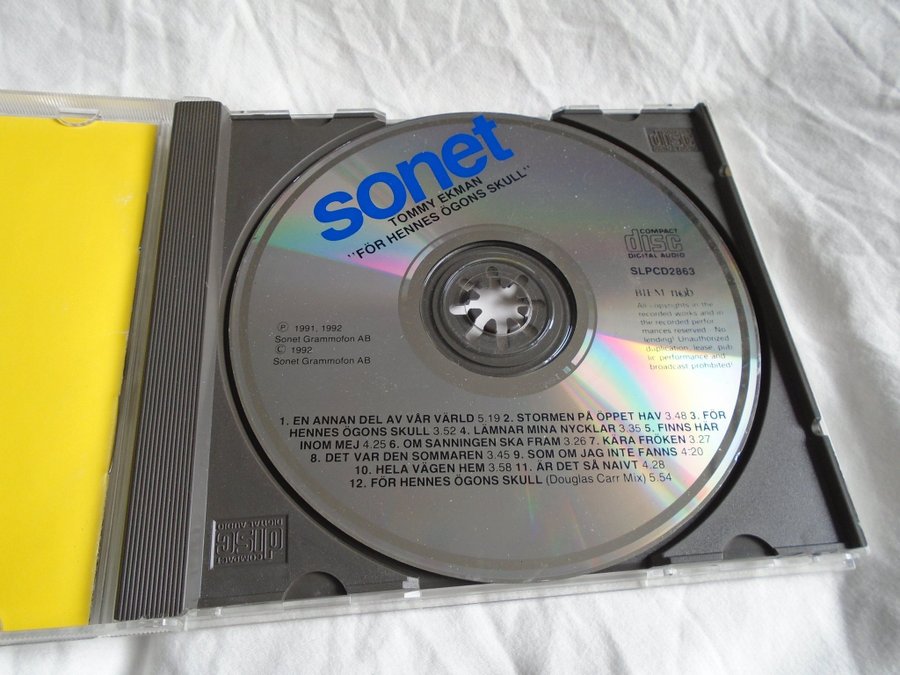 sonet
TOMMY EKMAN
"FÖR HENNES ÖGONS SKULL"
COMPACT
disc
DIGITAL AUDIO
SLPCD2863
BIEM n©b
All copyrights in the
recorded works and in
the recorded perfor-
mances reserved. No
lending! Unauthorized
duplication, lease, pub
lic performance and
broadcast prohibited!
℗ 1991, 1992
Sonet Grammofon AB
© 1992
Sonet Grammofon AB
1. EN ANNAN DEL AV VÅR VÄRLD 5.19 2. STORMEN PÅ ÖPPET HAV 3.48 3. FÖR
HENNES ÖGONS SKULL 3.52 4. LÄMNAR MINA NYCKLAR 3.35 5. FINNS HÄR
INOM MEJ 4.25 6. OM SANNINGEN SKA FRAM 3.26 7. KÄRA FRÖKEN 3.27
8. DET VAR DEN SOMMAREN 3.45 9. SOM OM JAG INTE FANNS 4:20
10. HELA VÄGEN HEM 3.58 11. ÄR DET SÅ NAIVT 4.28
12. FÖR HENNES ÖGONS SKULL (Douglas Carr Mix) 5.54
disc
COMPACT
disc
DIGITAL AUDIO